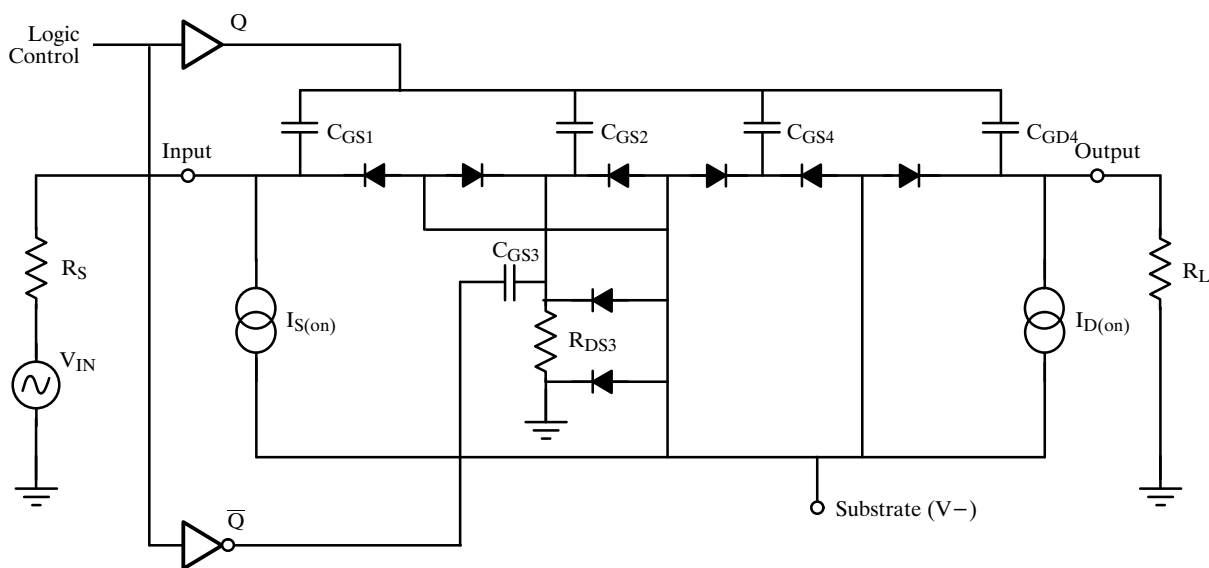 Logic
Control
Q
C_GS1
C_GS2
C_GS4
C_GD4
Input
Output
C_GS3
R_S
I_S(on)
R_DS3
I_D(on)
R_L
V_IN
Substrate (V−)
Q̅